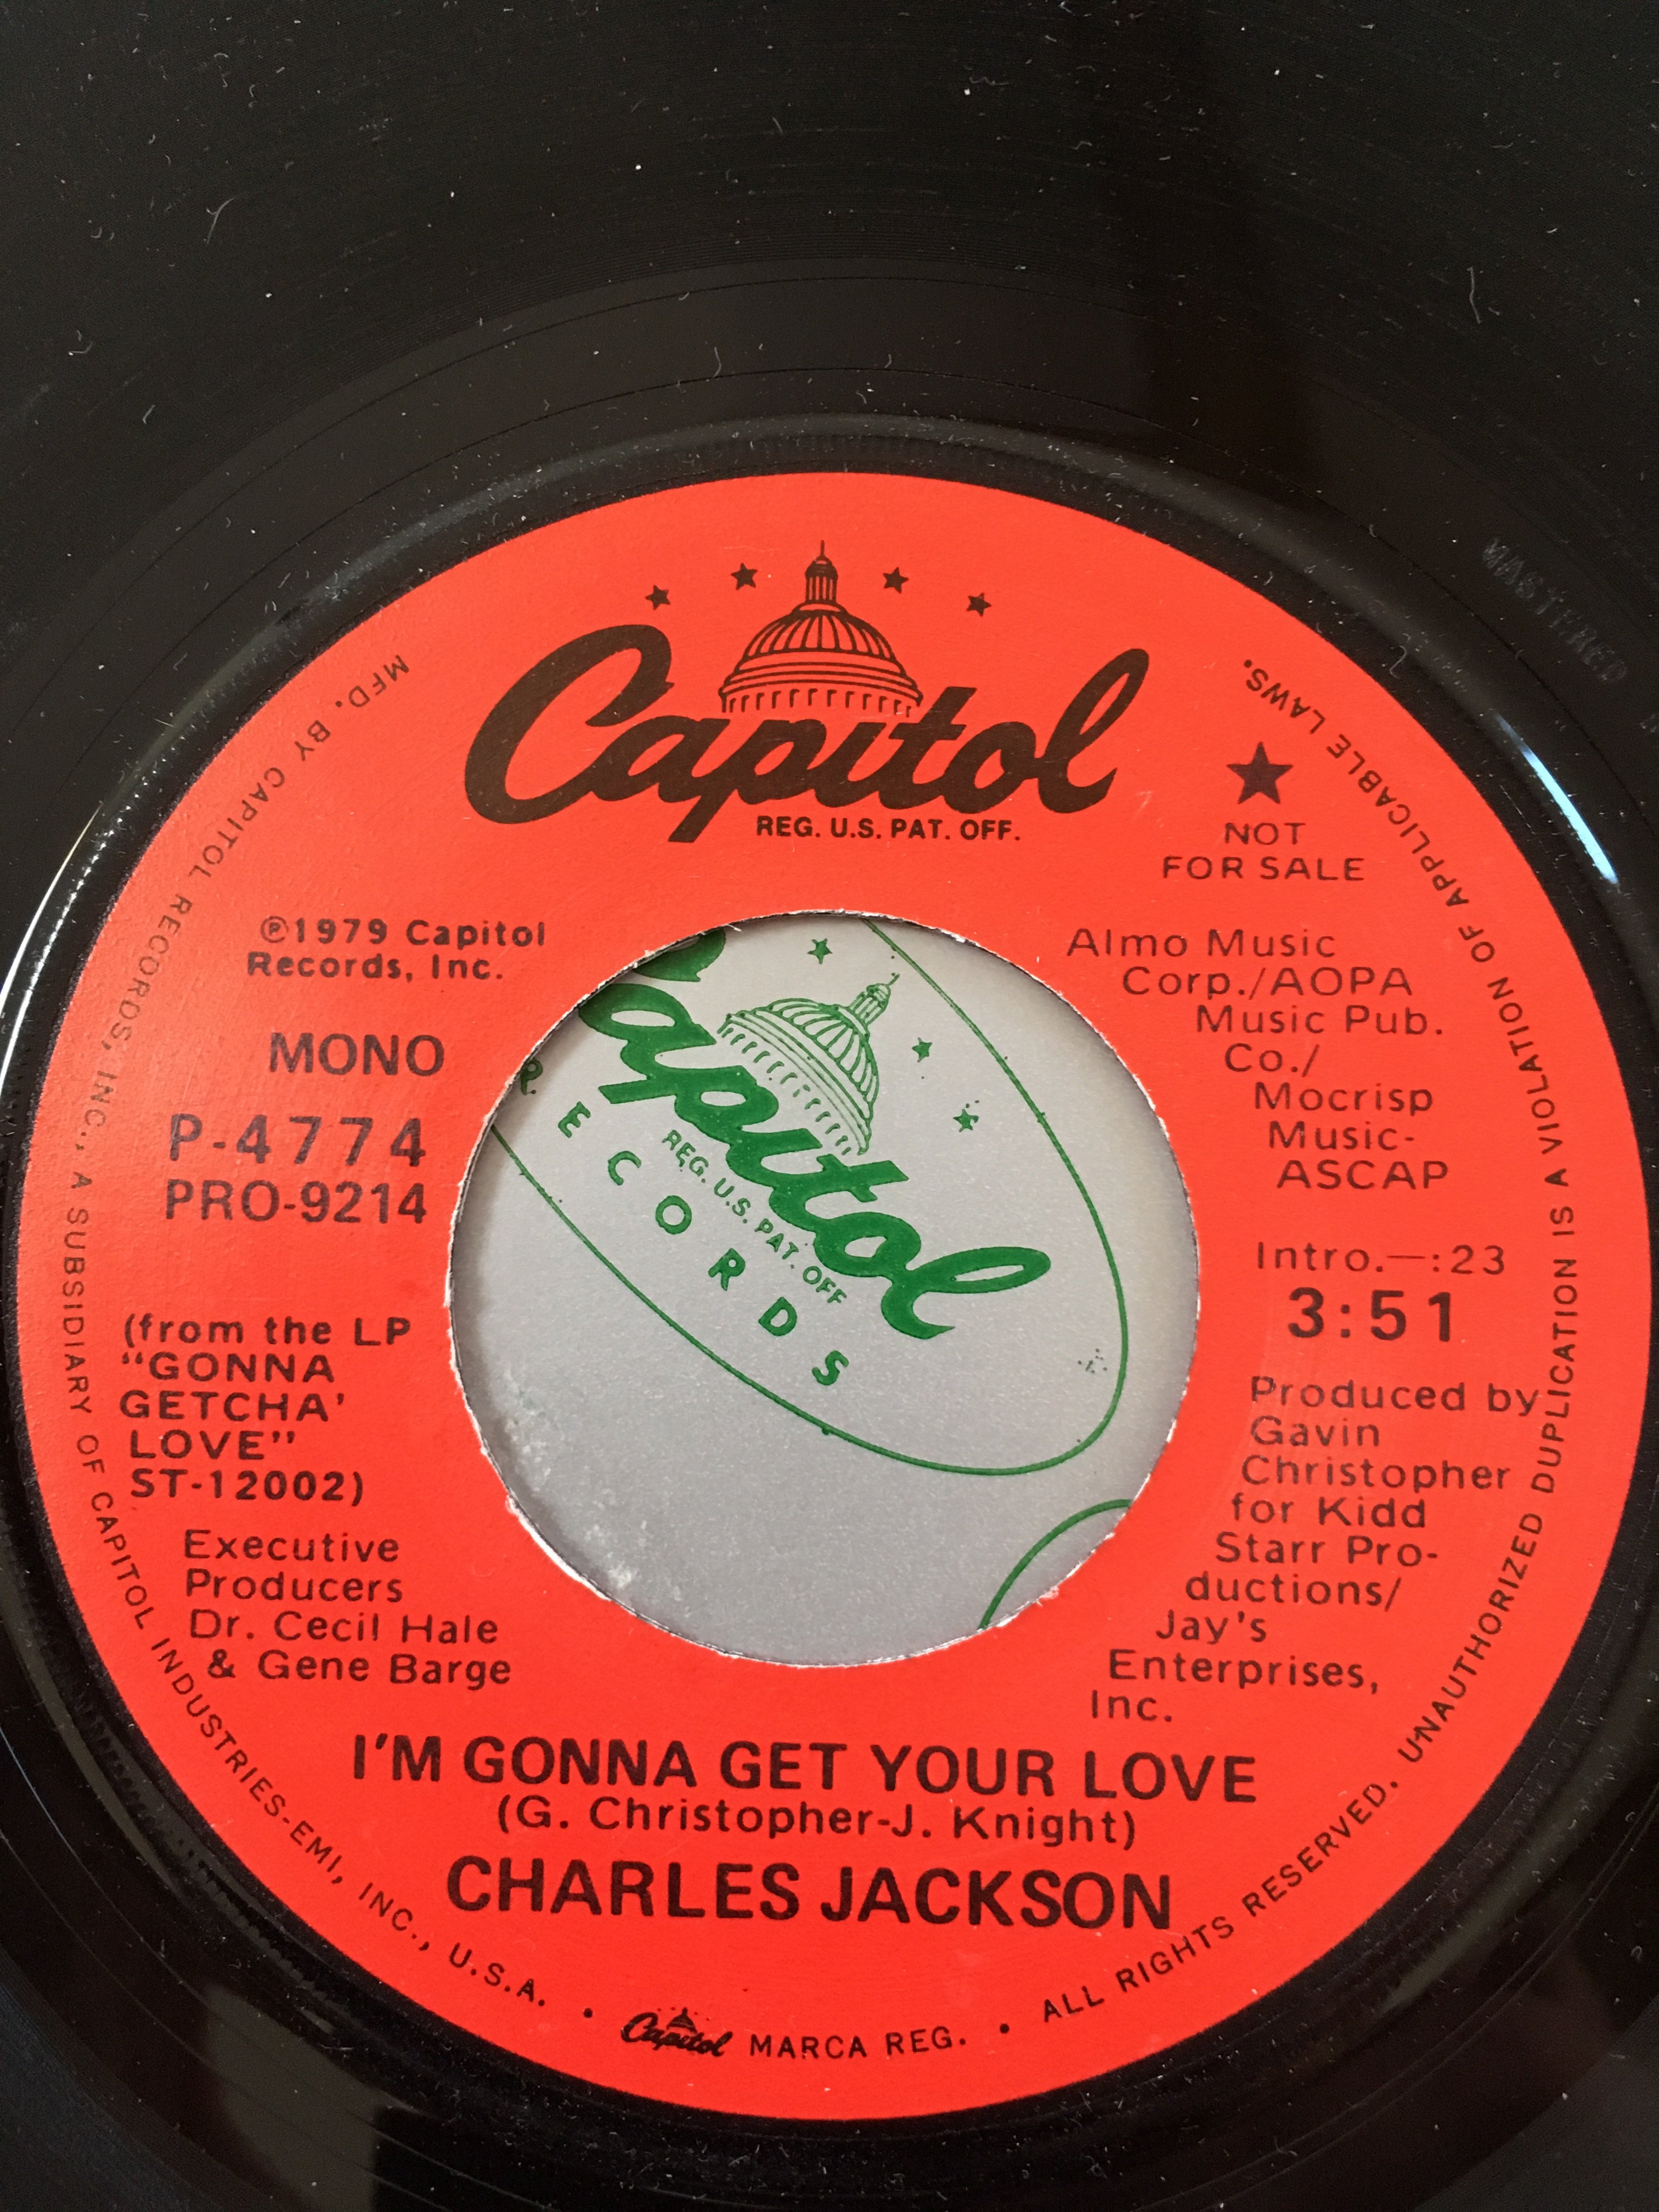 Capitol
REG. U.S. PAT. OFF.
NOT
FOR SALE
℗1979 Capitol
Records, Inc.
MONO
P-4774
PRO-9214
(from the LP
“GONNA
GETCHA'
LOVE”
ST-12002)
Executive
Producers
Dr. Cecil Hale
& Gene Barge
Almo Music
Corp./AOPA
Music Pub.
Co./
Mocrisp
Music-
ASCAP
Intro.—:23
3:51
Produced by
Gavin
Christopher
for Kidd
Starr Pro-
ductions/
Jay's
Enterprises,
Inc.
I'M GONNA GET YOUR LOVE
(G. Christopher-J. Knight)
CHARLES JACKSON
MFD. BY CAPITOL RECORDS, INC., A SUBSIDIARY OF CAPITOL INDUSTRIES-EMI, INC., U.S.A. • Capitol MARCA REG. • ALL RIGHTS RESERVED. UNAUTHORIZED DUPLICATION IS A VIOLATION OF APPLICABLE LAWS.
Capitol
REG. U.S. PAT. OFF
RECORDS
MASTERED